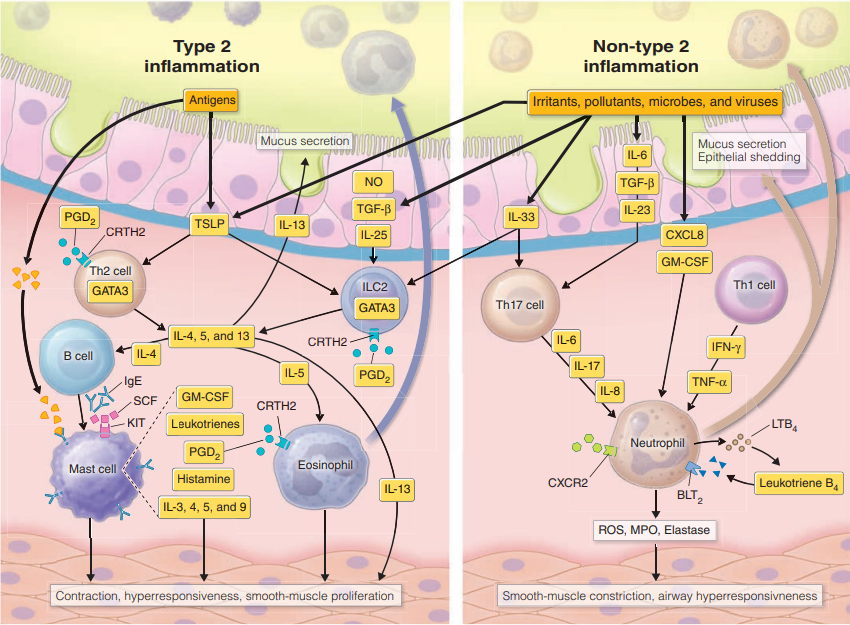 Type 2
inflammation
Antigens
Mucus secretion
NO
TGF-β
IL-25
PGD2
CRTH2
TSLP
IL-13
Th2 cell
GATA3
ILC2
GATA3
CRTH2
PGD2
IL-4, 5, and 13
IL-4
B cell
IL-5
IgE
SCF
KIT
GM-CSF
Leukotrienes
PGD2
Histamine
IL-3, 4, 5, and 9
CRTH2
Mast cell
Eosinophil
IL-13
Contraction, hyperresponsiveness, smooth-muscle proliferation
Non-type 2
inflammation
Irritants, pollutants, microbes, and viruses
Mucus secretion
Epithelial shedding
IL-6
TGF-β
IL-23
IL-33
CXCL8
GM-CSF
Th17 cell
Th1 cell
IL-6
IL-17
IL-8
IFN-γ
TNF-α
Neutrophil
CXCR2
LTB4
BLT2
Leukotriene B4
ROS, MPO, Elastase
Smooth-muscle constriction, airway hyperresponsivneness